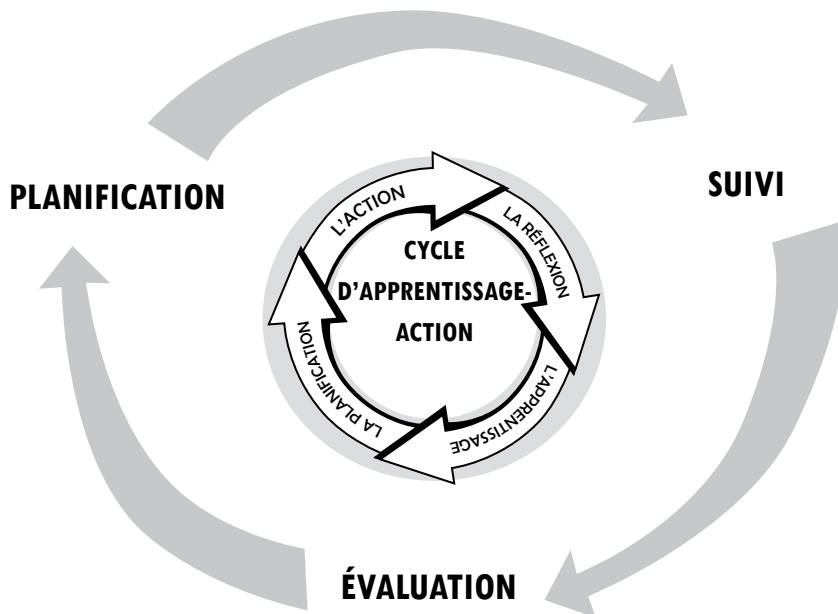 PLANIFICATION
SUIVI
L'ACTION
LA RÉFLEXION
CYCLE
D'APPRENTISSAGE-
ACTION
L'APPRENTISSAGE
LA PLANIFICATION
ÉVALUATION